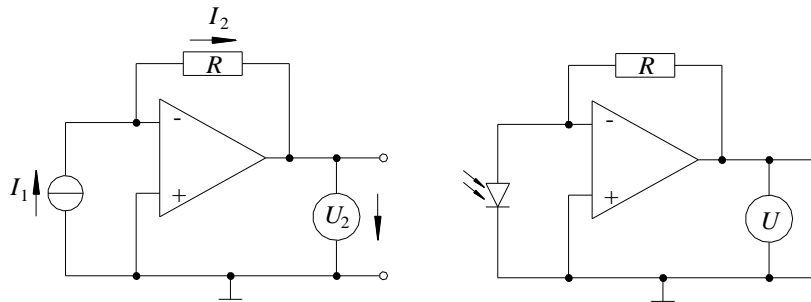 I₂
R
-
+
I₁
U₂
R
-
+
U